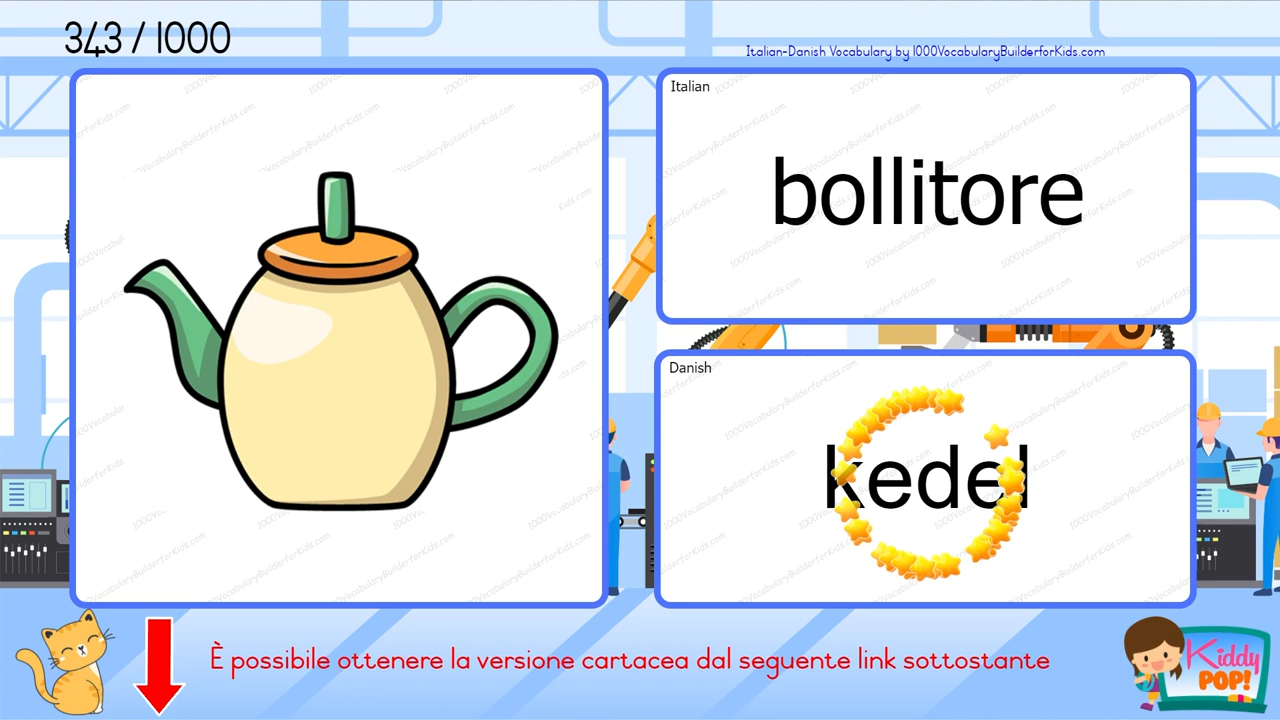 343 / 1000
Italian-Danish Vocabulary by 1000VocabularyBuilderforKids.com
Italian
bollitore
Danish
kedel
È possibile ottenere la versione cartacea dal seguente link sottostante
Kiddy
POP!